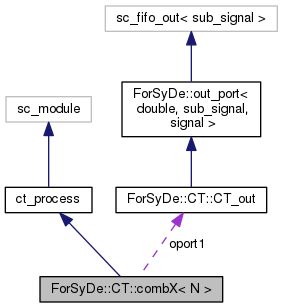 sc_fifo_out< sub_signal >
ForSyDe::out_port<
double, sub_signal,
signal >
sc_module
ct_process
ForSyDe::CT::CT_out
oport1
ForSyDe::CT::combX< N >